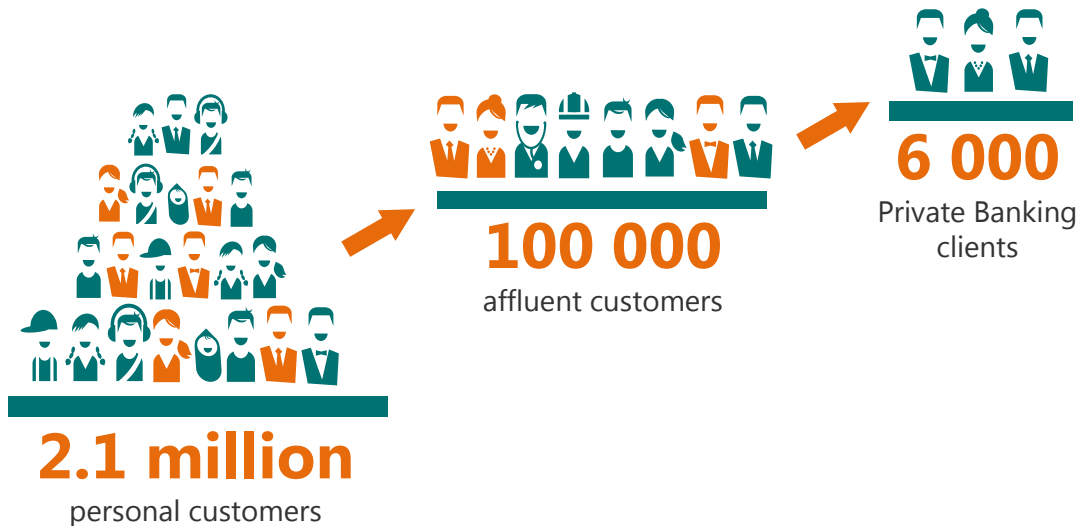 2.1 million
personal customers
100 000
affluent customers
6 000
Private Banking
clients